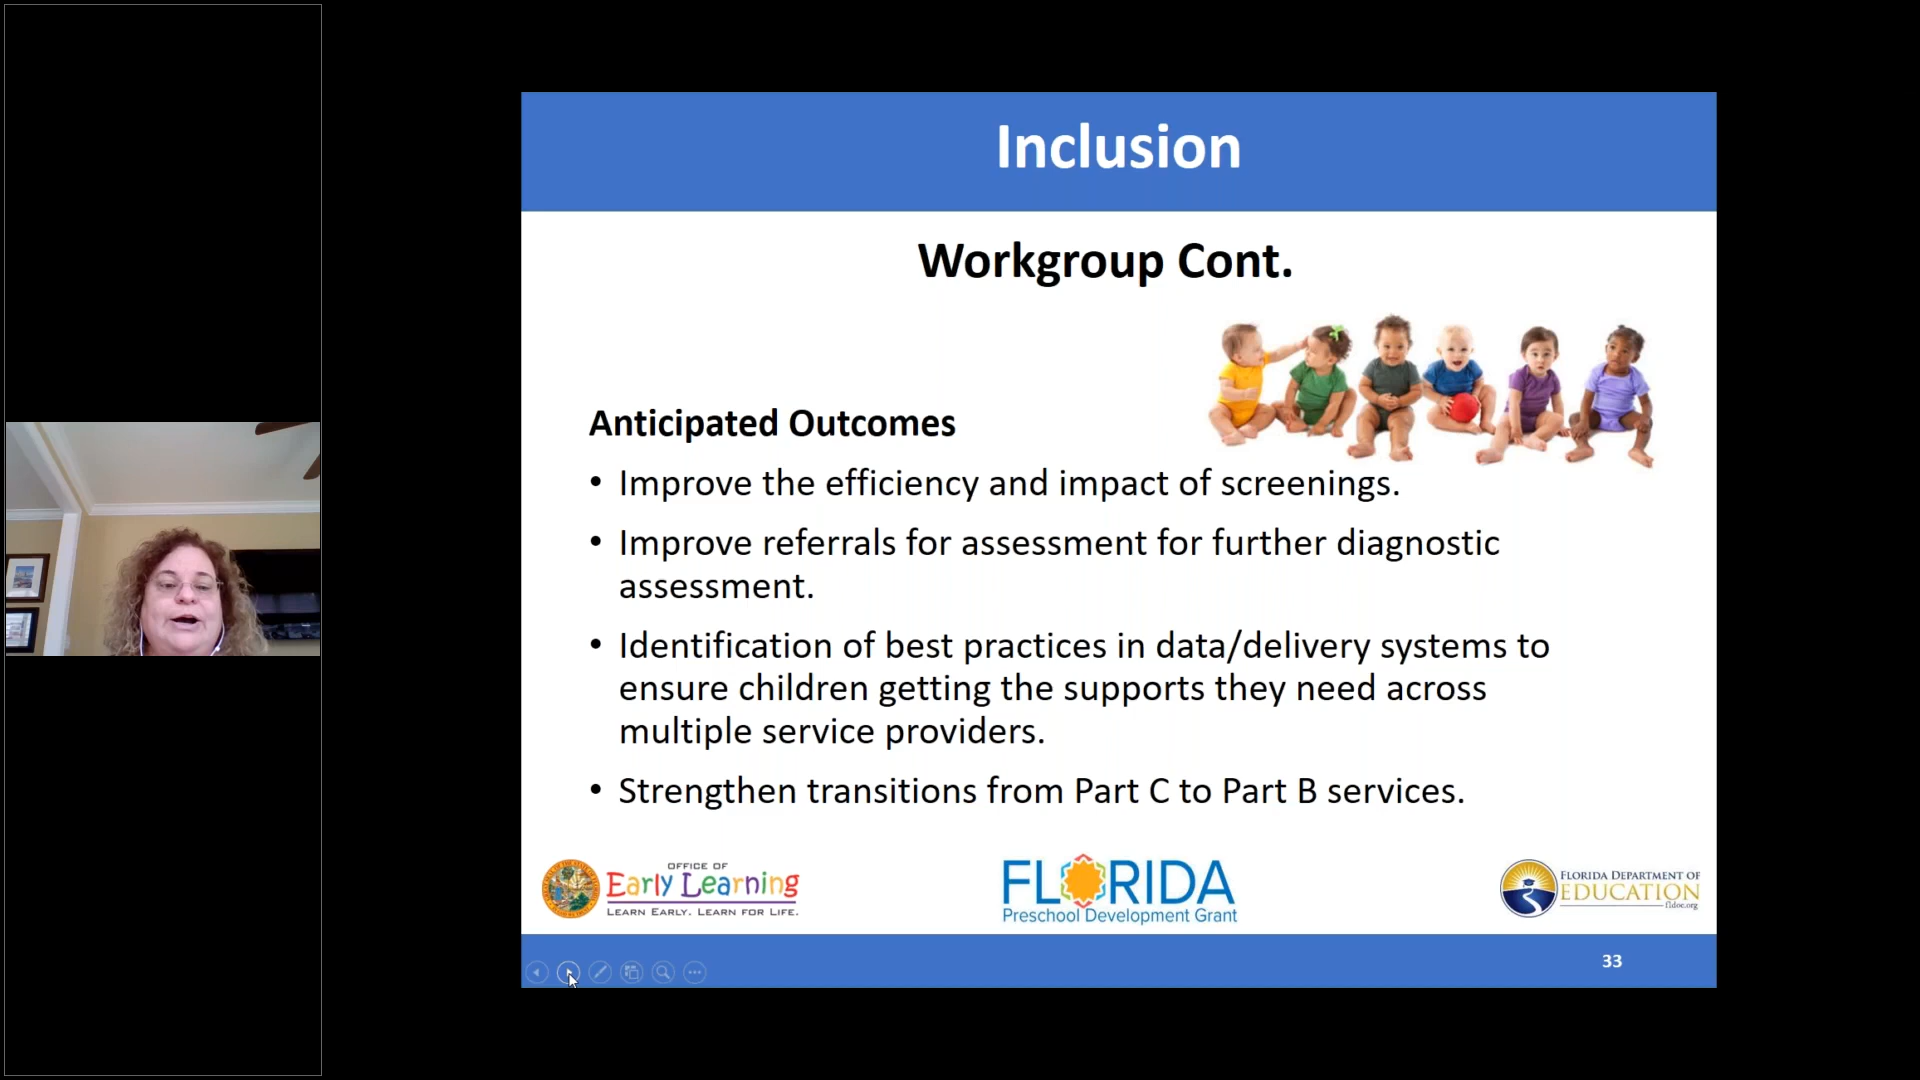 Inclusion
Workgroup Cont.
Anticipated Outcomes
• Improve the efficiency and impact of screenings.
• Improve referrals for assessment for further diagnostic
assessment.
• Identification of best practices in data/delivery systems to
ensure children getting the supports they need across
multiple service providers.
• Strengthen transitions from Part C to Part B services.
OFFICE OF
Early Learning
LEARN EARLY. LEARN FOR LIFE.
FLORIDA
Preschool Development Grant
FLORIDA DEPARTMENT OF
EDUCATION
fldoe.org
33